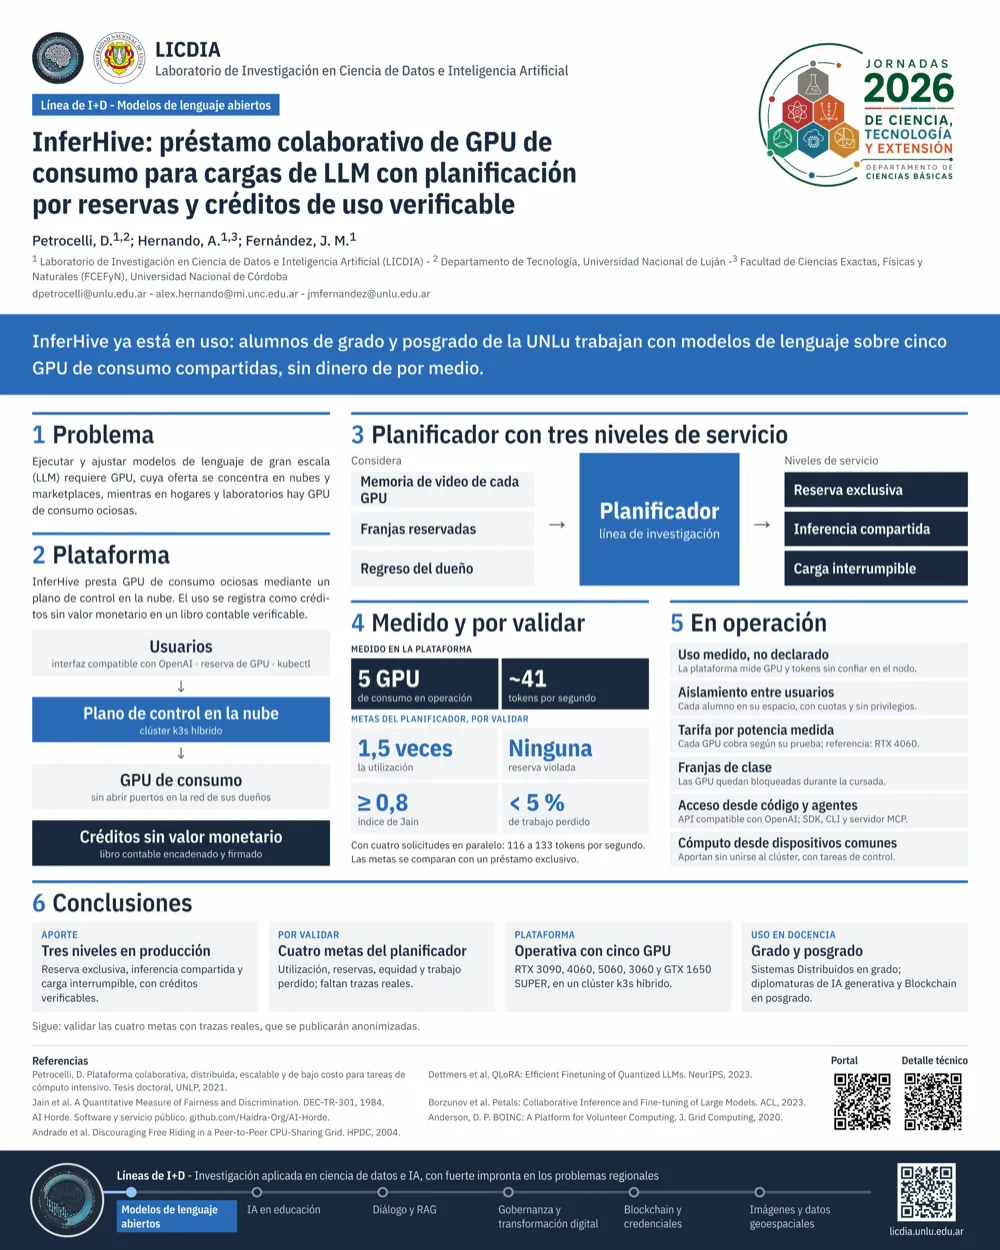 LICDIA
Laboratorio de Investigación en Ciencia de Datos e Inteligencia Artificial
UNIVERSIDAD NACIONAL DE LUJÁN
JORNADAS
2026
DE CIENCIA,
TECNOLOGÍA
Y EXTENSIÓN
DEPARTAMENTO DE
CIENCIAS BÁSICAS
Línea de I+D - Modelos de lenguaje abiertos
InferHive: préstamo colaborativo de GPU de
consumo para cargas de LLM con planificación
por reservas y créditos de uso verificable
Petrocelli, D.1,2; Hernando, A.1,3; Fernández, J. M.1
1 Laboratorio de Investigación en Ciencia de Datos e Inteligencia Artificial (LICDIA) - 2 Departamento de Tecnología, Universidad Nacional de Luján -3 Facultad de Ciencias Exactas, Físicas y
Naturales (FCEFyN), Universidad Nacional de Córdoba
dpetrocelli@unlu.edu.ar - alex.hernando@mi.unc.edu.ar - jmfernandez@unlu.edu.ar
InferHive ya está en uso: alumnos de grado y posgrado de la UNLu trabajan con modelos de lenguaje sobre cinco
GPU de consumo compartidas, sin dinero de por medio.
1 Problema
Ejecutar y ajustar modelos de lenguaje de gran escala
(LLM) requiere GPU, cuya oferta se concentra en nubes y
marketplaces, mientras en hogares y laboratorios hay GPU
de consumo ociosas.
2 Plataforma
InferHive presta GPU de consumo ociosas mediante un
plano de control en la nube. El uso se registra como crédi-
tos sin valor monetario en un libro contable verificable.
Usuarios
interfaz compatible con OpenAI · reserva de GPU · kubectl
↓
Plano de control en la nube
clúster k3s híbrido
↓
GPU de consumo
sin abrir puertos en la red de sus dueños
Créditos sin valor monetario
libro contable encadenado y firmado
3 Planificador con tres niveles de servicio
Considera
Memoria de video de cada
GPU
Franjas reservadas
Regreso del dueño
→
Planificador
línea de investigación
→
Niveles de servicio
Reserva exclusiva
Inferencia compartida
Carga interrumpible
4 Medido y por validar
MEDIDO EN LA PLATAFORMA
5 GPU
de consumo en operación
~41
tokens por segundo
METAS DEL PLANIFICADOR, POR VALIDAR
1,5 veces
la utilización
Ninguna
reserva violada
≥ 0,8
índice de Jain
< 5 %
de trabajo perdido
Con cuatro solicitudes en paralelo: 116 a 133 tokens por segundo.
Las metas se comparan con un préstamo exclusivo.
5 En operación
Uso medido, no declarado
La plataforma mide GPU y tokens sin confiar en el nodo.
Aislamiento entre usuarios
Cada alumno en su espacio, con cuotas y sin privilegios.
Tarifa por potencia medida
Cada GPU cobra según su prueba; referencia: RTX 4060.
Franjas de clase
Las GPU quedan bloqueadas durante la cursada.
Acceso desde código y agentes
API compatible con OpenAI; SDK, CLI y servidor MCP.
Cómputo desde dispositivos comunes
Aportan sin unirse al clúster, con tareas de control.
6 Conclusiones
APORTE
Tres niveles en producción
Reserva exclusiva, inferencia compartida y
carga interrumpible, con créditos
verificables.
POR VALIDAR
Cuatro metas del planificador
Utilización, reservas, equidad y trabajo
perdido; faltan trazas reales.
PLATAFORMA
Operativa con cinco GPU
RTX 3090, 4060, 5060, 3060 y GTX 1650
SUPER, en un clúster k3s híbrido.
USO EN DOCENCIA
Grado y posgrado
Sistemas Distribuidos en grado;
diplomaturas de IA generativa y Blockchain
en posgrado.
Sigue: validar las cuatro metas con trazas reales, que se publicarán anonimizadas.
Referencias
Petrocelli, D. Plataforma colaborativa, distribuida, escalable y de bajo costo para tareas de
cómputo intensivo. Tesis doctoral, UNLP, 2021.
Jain et al. A Quantitative Measure of Fairness and Discrimination. DEC-TR-301, 1984.
AI Horde. Software y servicio público. github.com/Haidra-Org/AI-Horde.
Andrade et al. Discouraging Free Riding in a Peer-to-Peer CPU-Sharing Grid. HPDC, 2004.
Dettmers et al. QLoRA: Efficient Finetuning of Quantized LLMs. NeurIPS, 2023.
Borzunov et al. Petals: Collaborative Inference and Fine-tuning of Large Models. ACL, 2023.
Anderson, D. P. BOINC: A Platform for Volunteer Computing. J. Grid Computing, 2020.
Portal
Detalle técnico
Líneas de I+D - Investigación aplicada en ciencia de datos e IA, con fuerte impronta en los problemas regionales
Modelos de lenguaje
abiertos
IA en educación
Diálogo y RAG
Gobernanza y
transformación digital
Blockchain y
credenciales
Imágenes y datos
geoespaciales
licdia.unlu.edu.ar